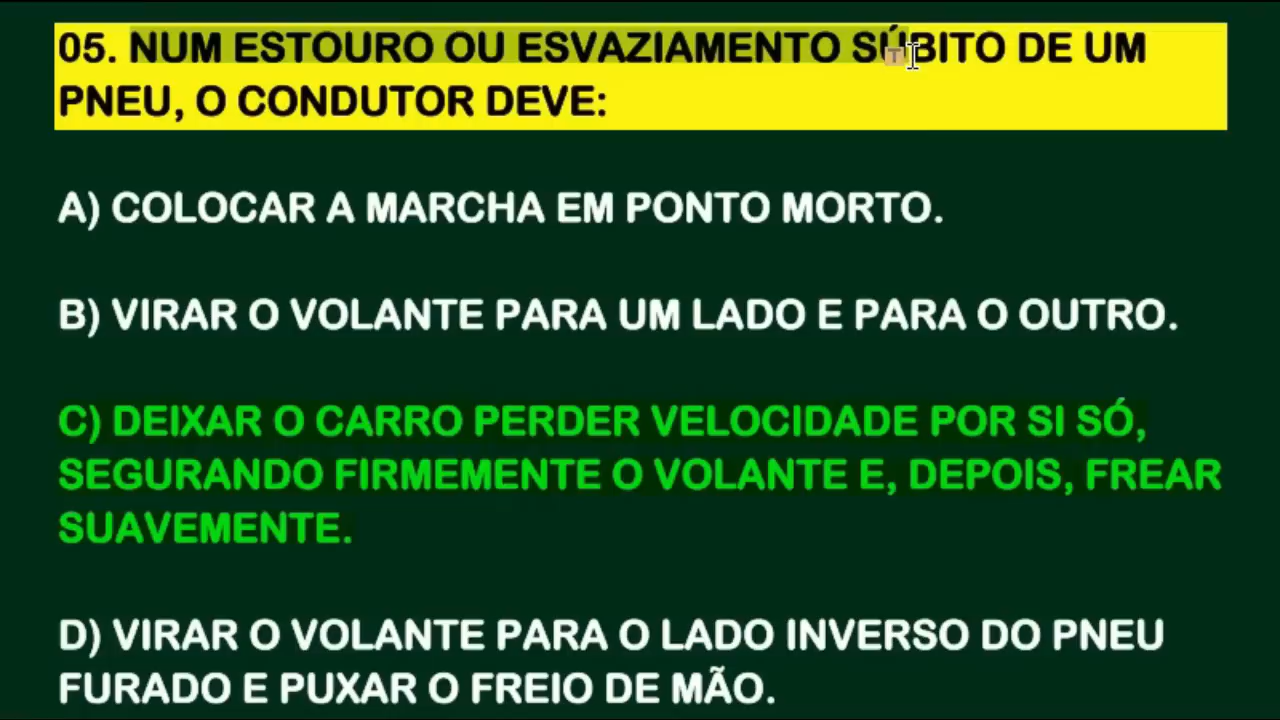 05. NUM ESTOURO OU ESVAZIAMENTO SÚBITO DE UM
PNEU, O CONDUTOR DEVE:
A) COLOCAR A MARCHA EM PONTO MORTO.
B) VIRAR O VOLANTE PARA UM LADO E PARA O OUTRO.
C) DEIXAR O CARRO PERDER VELOCIDADE POR SI SÓ,
SEGURANDO FIRMEMENTE O VOLANTE E, DEPOIS, FREAR
SUAVEMENTE.
D) VIRAR O VOLANTE PARA O LADO INVERSO DO PNEU
FURADO E PUXAR O FREIO DE MÃO.